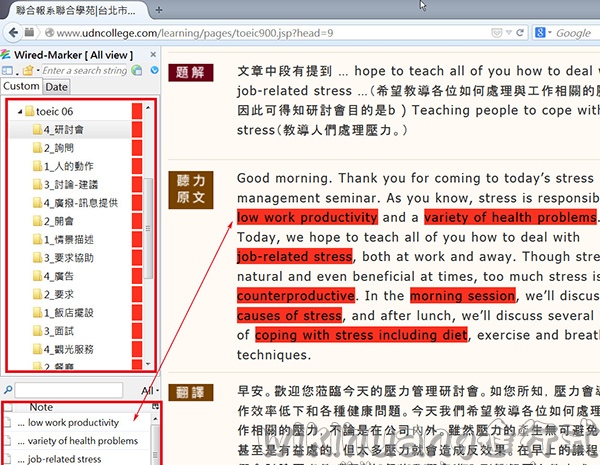 聯合報系聯合學苑|台北市...
www.udncollege.com/learning/pages/toeic900.jsp?head=9
Google
Wired-Marker [ All view ]
Enter a search string
Custom
Date
toeic 06
4_研討會
2_詢問
1_人的動作
3_討論-建議
4_廣撥-訊息提供
2_開會
1_情景描述
3_要求協助
4_廣告
2_要求
1_飯店擺設
3_面試
4_觀光服務
2_餐廳
All
Note
... low work productivity
... variety of health problems
... job-related stress
題解
文章中段有提到 ... hope to teach all of you how to deal
job-related stress ...(希望教導各位如何處理與工作相關的
因此可得知研討會目的是b ) Teaching people to cope with
stress(教導人們處理壓力。)
聽力
原文
Good morning. Thank you for coming to today's stress
management seminar. As you know, stress is responsib
low work productivity and a variety of health problems.
Today, we hope to teach all of you how to deal with
job-related stress, both at work and away. Though stre
natural and even beneficial at times, too much stress is
counterproductive. In the morning session, we'll discus
causes of stress, and after lunch, we'll discuss several
of coping with stress including diet, exercise and breat
techniques.
翻譯
早安。歡迎您蒞臨今天的壓力管理研討會。如您所知，壓力會
作效率低下和各種健康問題。今天我們希望教導各位如何處理
作相關的壓力，不論是在公司內外。雖然壓力的產生無可避免
甚至是有益處的，但太多壓力就會造成反效果。在早上的議程